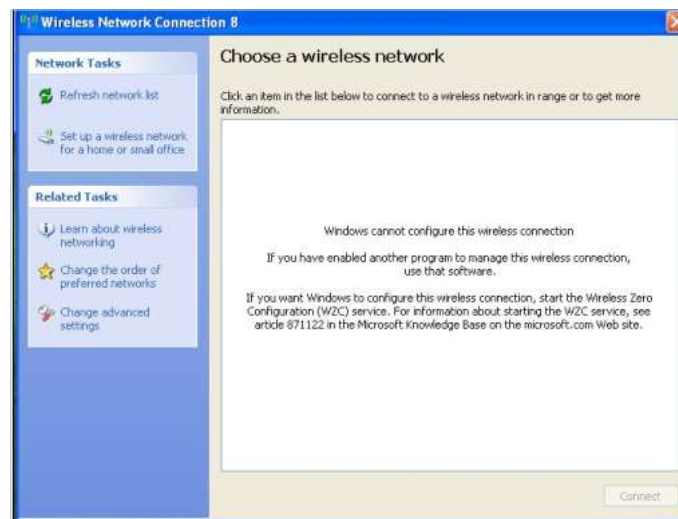 Wireless Network Connection 8
Network Tasks
Refresh network list
Set up a wireless network
for a home or small office
Related Tasks
Learn about wireless
networking
Change the order of
preferred networks
Change advanced
settings
Choose a wireless network
Click an item in the list below to connect to a wireless network in range or to get more
information.
Windows cannot configure this wireless connection
If you have enabled another program to manage this wireless connection,
use that software.
If you want Windows to configure this wireless connection, start the Wireless Zero
Configuration (WZC) service. For information about starting the WZC service, see
article 871122 in the Microsoft Knowledge Base on the microsoft.com Web site.
Connect